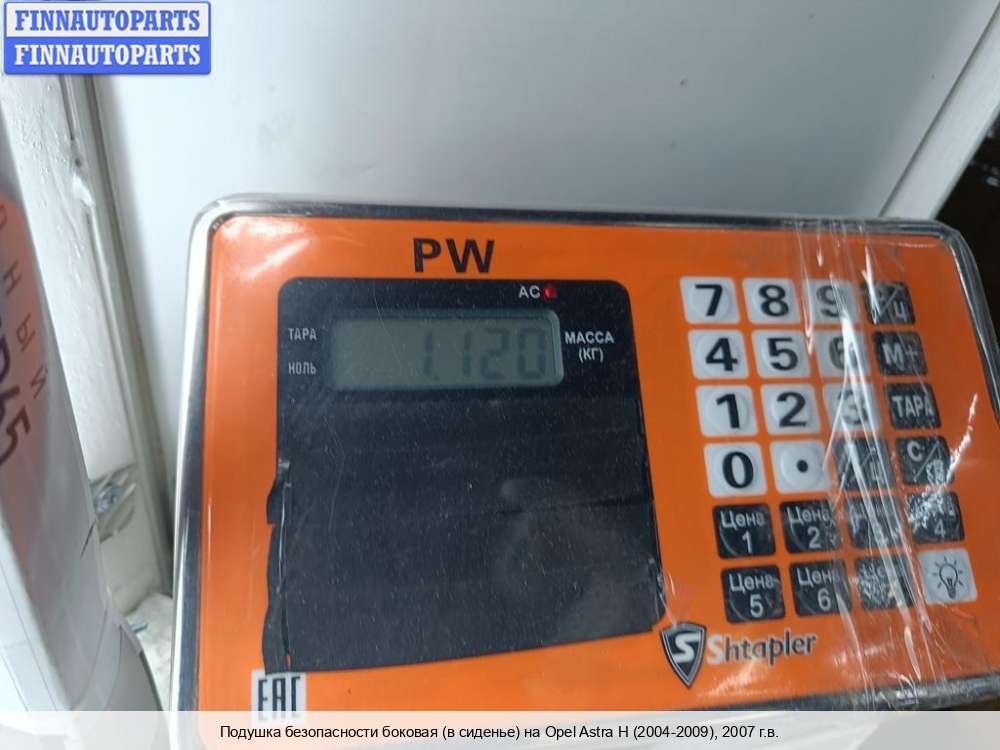 FINNAUTOPARTS
FINNAUTOPARTS
PW
AC
ТАРА
НОЛЬ
1.120
МАССА
(КГ)
7 8 9
4 5 6 М+
1 2 3 ТАРА
0 . С
Цена 1 Цена 2
4
Цена 5 Цена 6
Shtapler
EAC
Подушка безопасности боковая (в сиденье) на Opel Astra H (2004-2009), 2007 г.в.